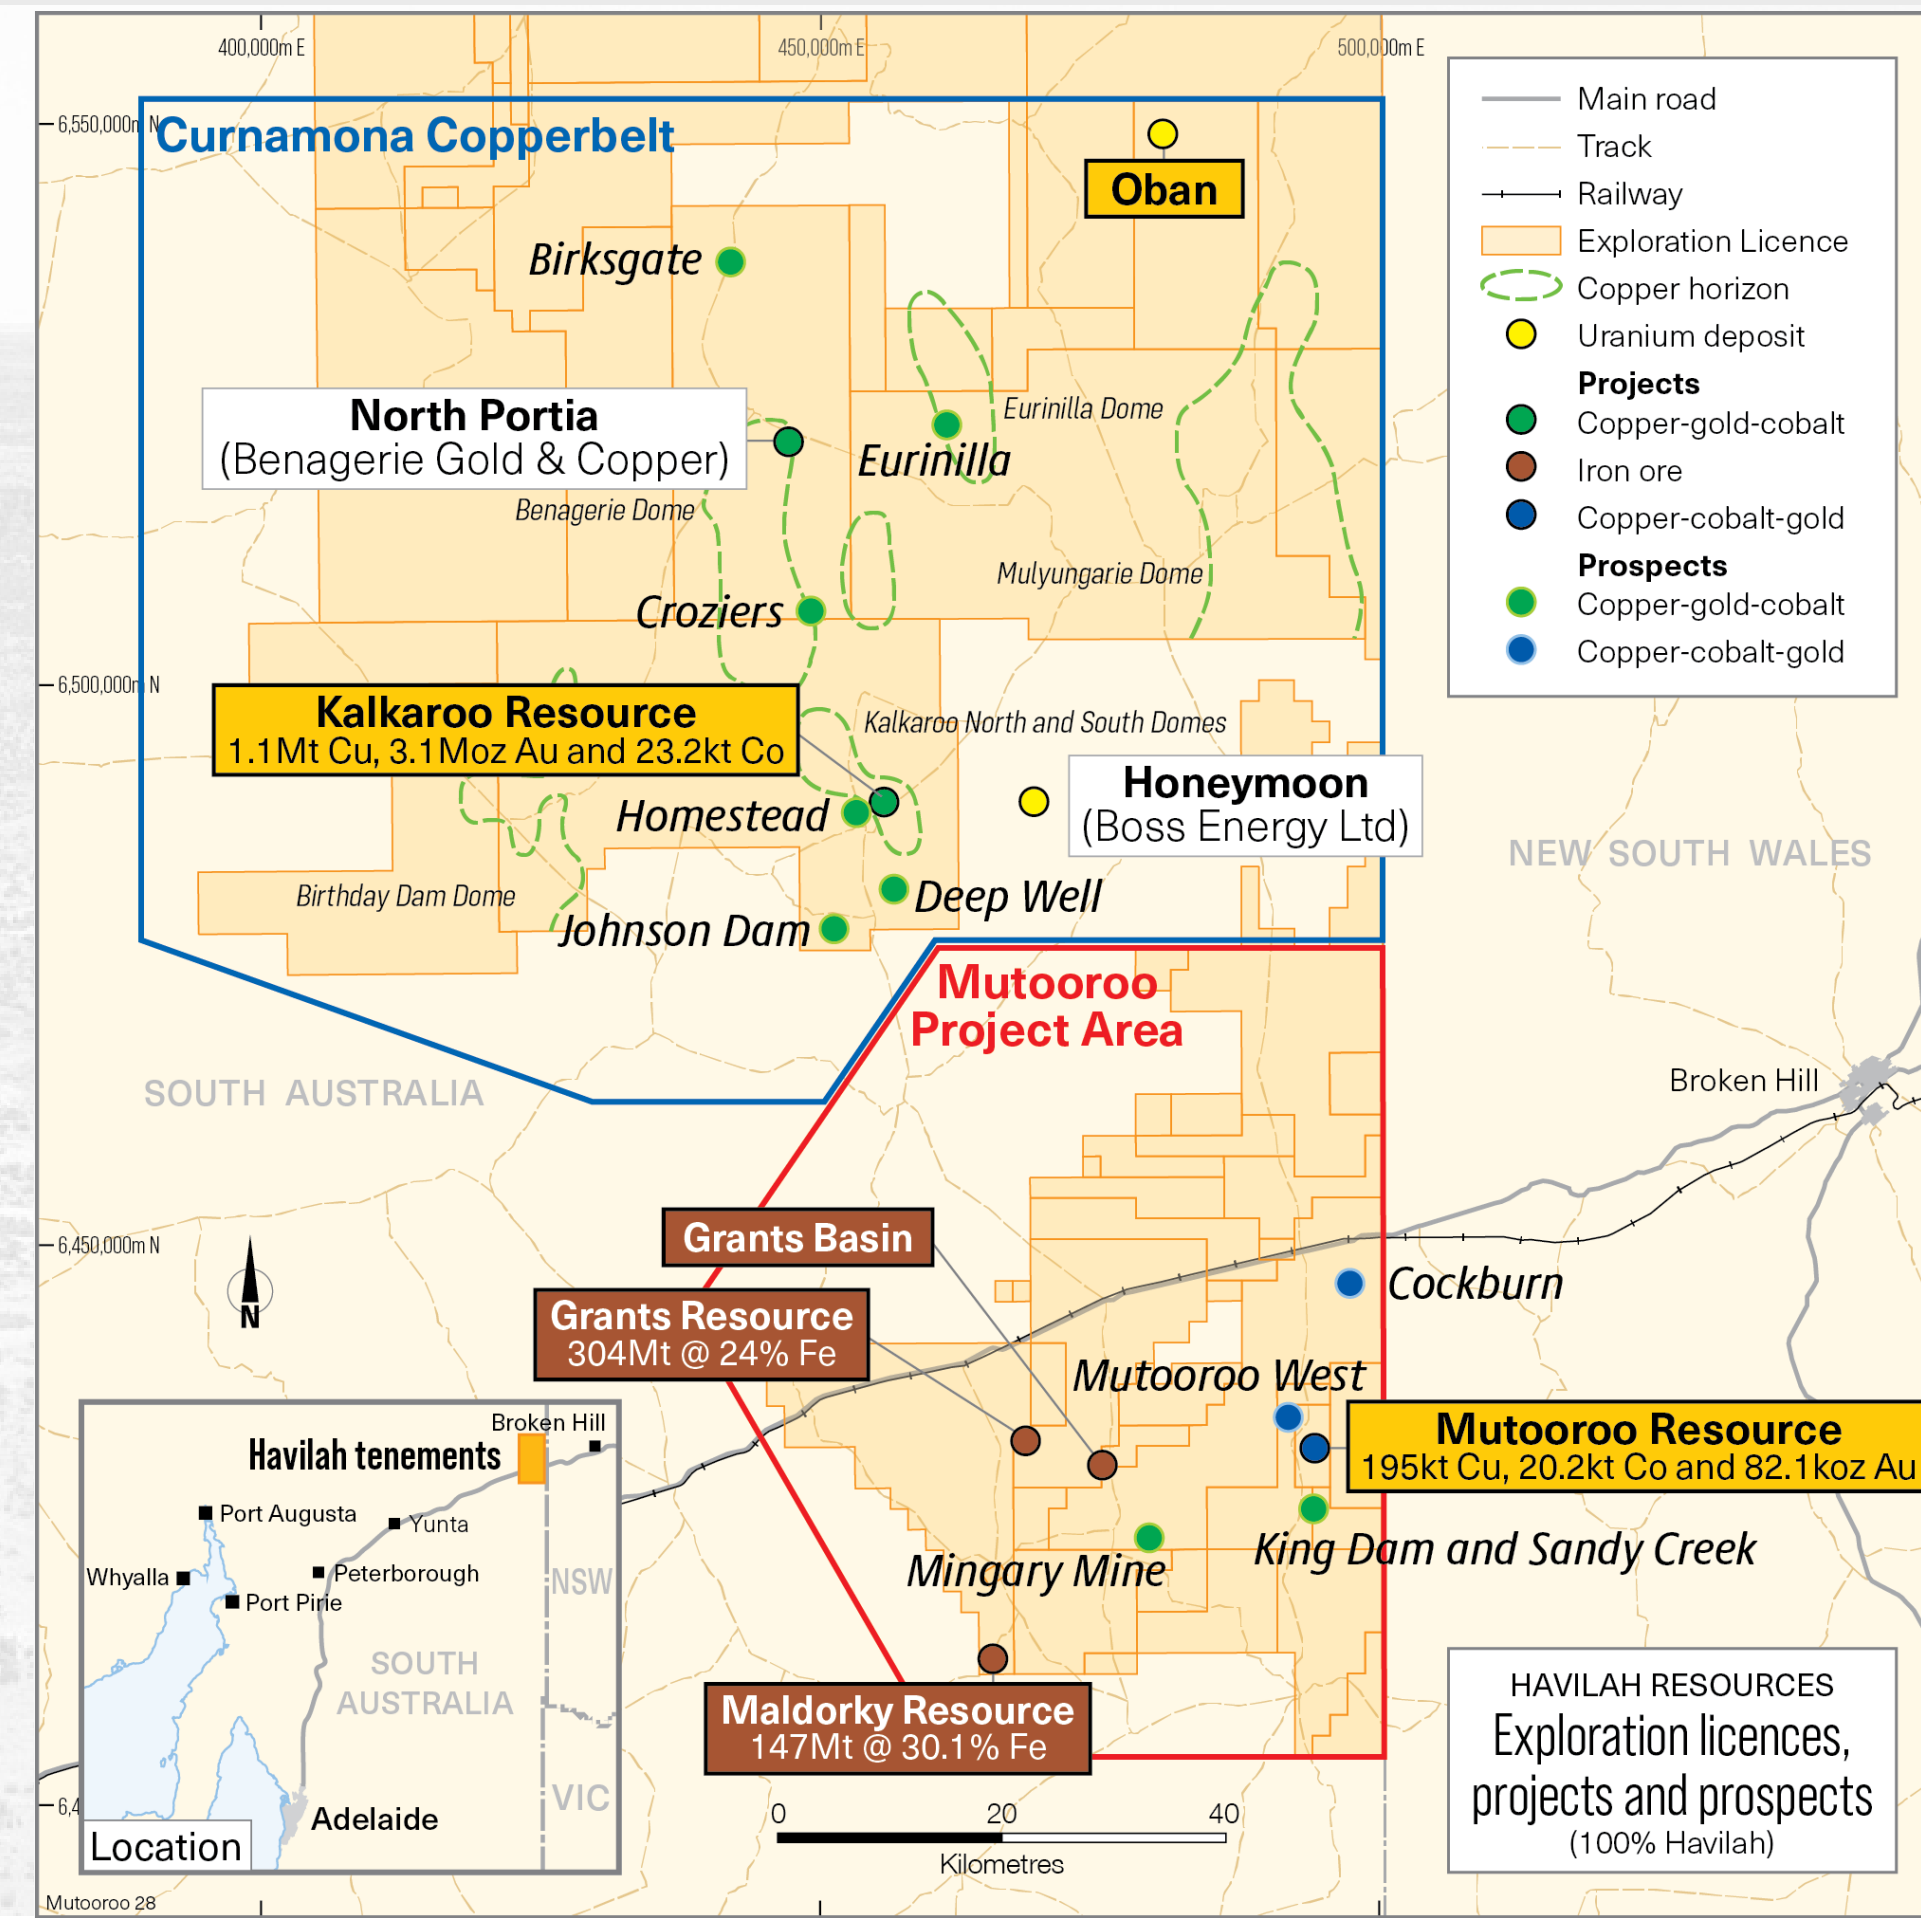 400,000m E
450,000m E
500,000m E
6,550,000m N
Curnamona Copperbelt
Oban
Birksgate
North Portia
(Benagerie Gold & Copper)
Eurinilla Dome
Eurinilla
Benagerie Dome
Mulyungarie Dome
Croziers
6,500,000m N
Kalkaroo Resource
1.1Mt Cu, 3.1Moz Au and 23.2kt Co
Kalkaroo North and South Domes
Homestead
Honeymoon
(Boss Energy Ltd)
Birthday Dam Dome
Deep Well
Johnson Dam
Main road
Track
Railway
Exploration Licence
Copper horizon
Uranium deposit
Projects
Copper-gold-cobalt
Iron ore
Copper-cobalt-gold
Prospects
Copper-gold-cobalt
Copper-cobalt-gold
NEW SOUTH WALES
Mutooroo
Project Area
SOUTH AUSTRALIA
Broken Hill
6,450,000m N
N
Grants Basin
Grants Resource
304Mt @ 24% Fe
Cockburn
Mutooroo West
Mutooroo Resource
195kt Cu, 20.2kt Co and 82.1koz Au
King Dam and Sandy Creek
Mingary Mine
Maldorky Resource
147Mt @ 30.1% Fe
Broken Hill
Havilah tenements
Port Augusta
Yunta
Whyalla
Peterborough
Port Pirie
NSW
SOUTH
AUSTRALIA
VIC
Adelaide
Location
6,4
0 20 40
Kilometres
HAVILAH RESOURCES
Exploration licences,
projects and prospects
(100% Havilah)
Mutooroo 28